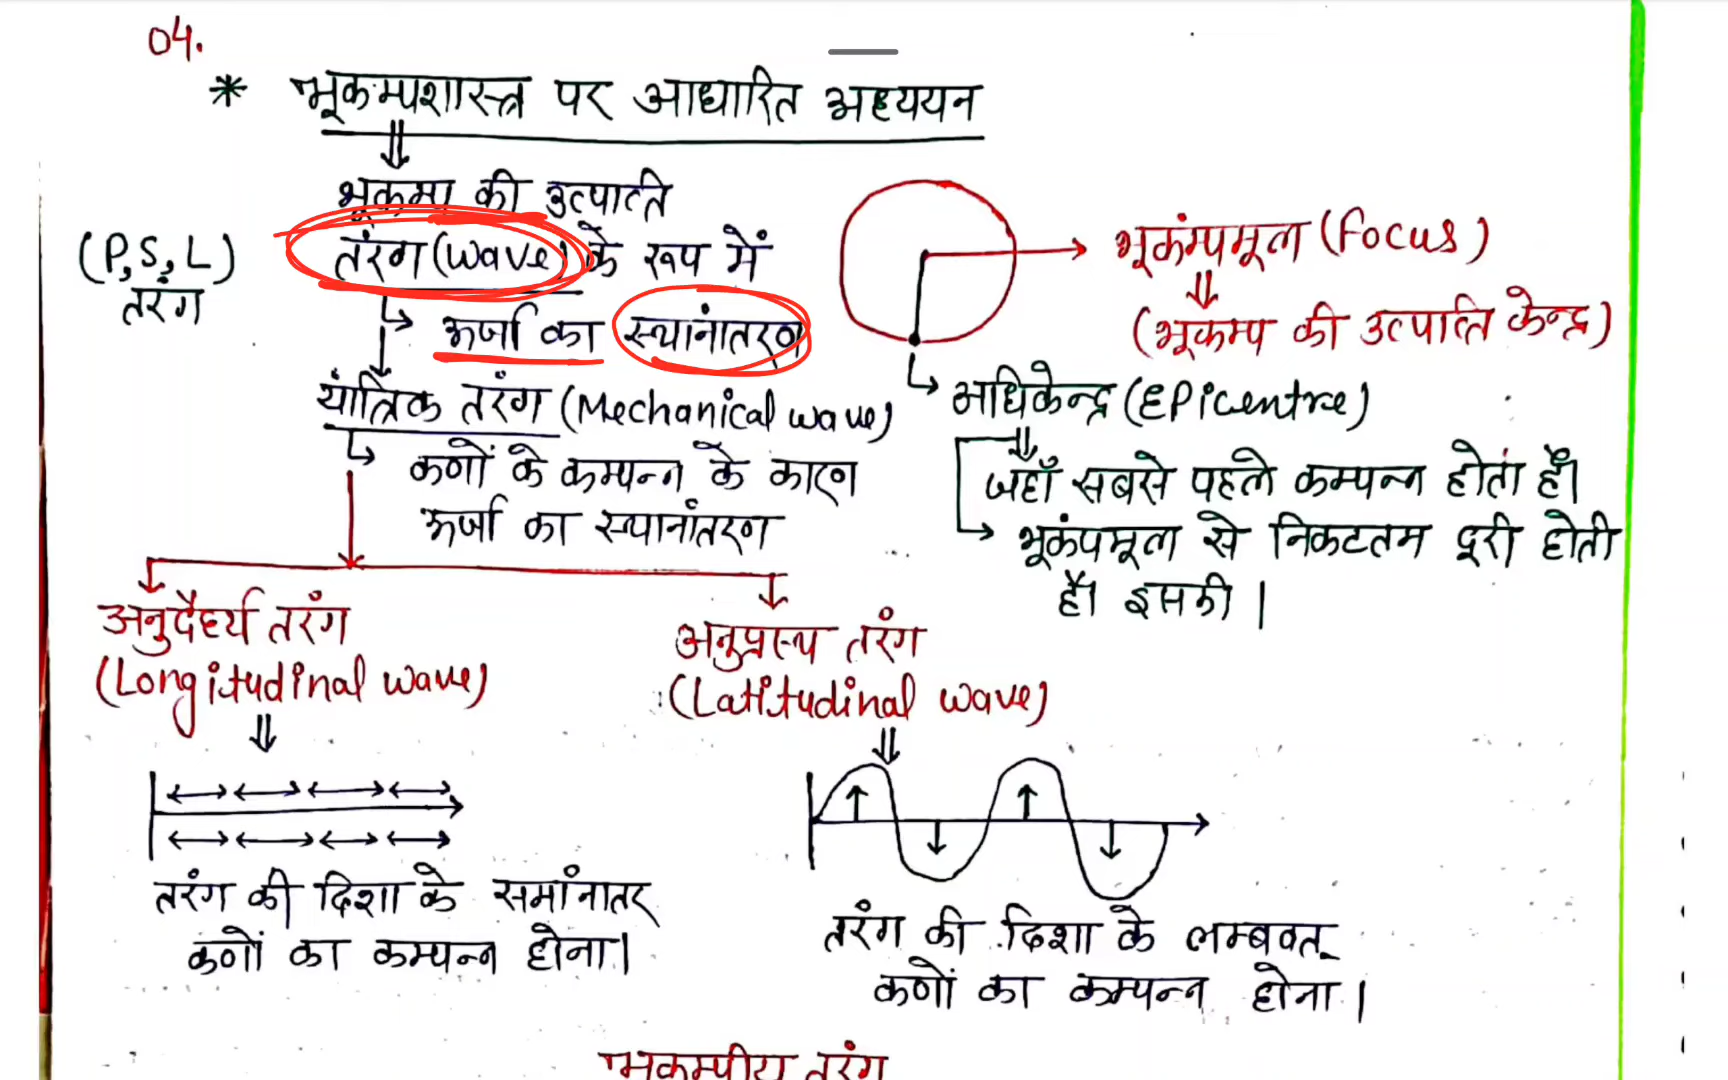 04.
* भूकम्पशास्त्र पर आधारित अध्ययन
भूकम्प की उत्पत्ति
(P,S,L) तरंग (wave) के रूप में
तरंग
ऊर्जा का स्थानांतरण
यांत्रिक तरंग (Mechanical wave)
कणों के कम्पन्न के कारण
ऊर्जा का स्थानांतरण
भूकंम्पमूल (Focus)
(भूकम्प की उत्पत्ति केन्द्र)
अधिकेन्द्र (EPicentre)
जहाँ सबसे पहले कम्पन्न होता है।
भूकंपमूल से निकटतम दूरी होती
है। इसकी।
अनुदैर्ध्य तरंग
(Longitudinal wave)
तरंग की दिशा के समांनातर
कणों का कम्पन्न होना।
अनुप्रस्थ तरंग
(Latitudinal wave)
तरंग की दिशा के लम्बवत्
कणों का कम्पन्न होना।
भूकम्पीय तरंग